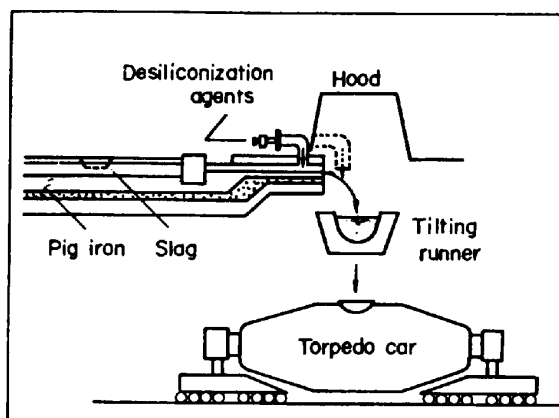 Desiliconization
agents
Hood
Pig iron
Slag
Tilting
runner
Torpedo car